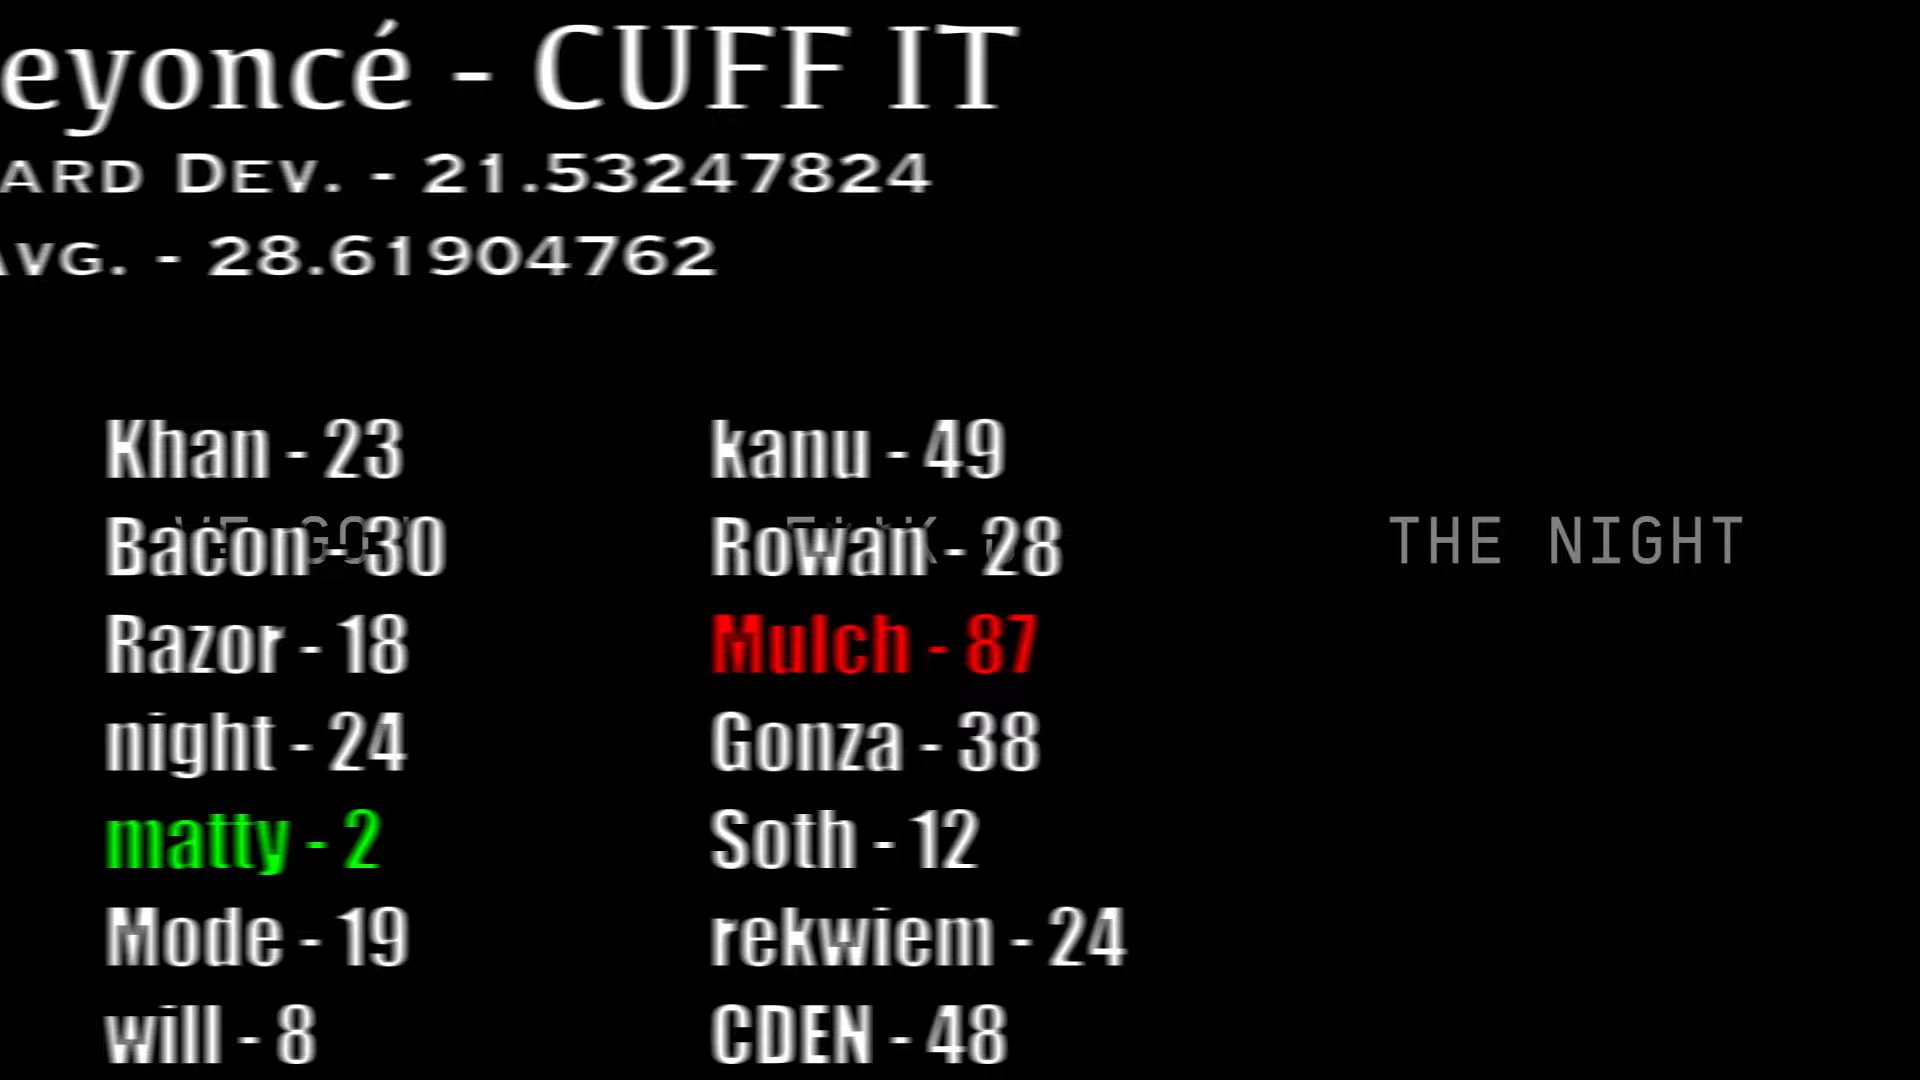 eyoncé - CUFF IT
ARD DEV. - 21.53247824
AVG. - 28.61904762
Khan - 23
kanu - 49
Bacon - 30
Rowan - 28
THE NIGHT
Razor - 18
Mulch - 87
night - 24
Gonza - 38
matty - 2
Soth - 12
Mode - 19
rekwiem - 24
will - 8
CDEN - 48